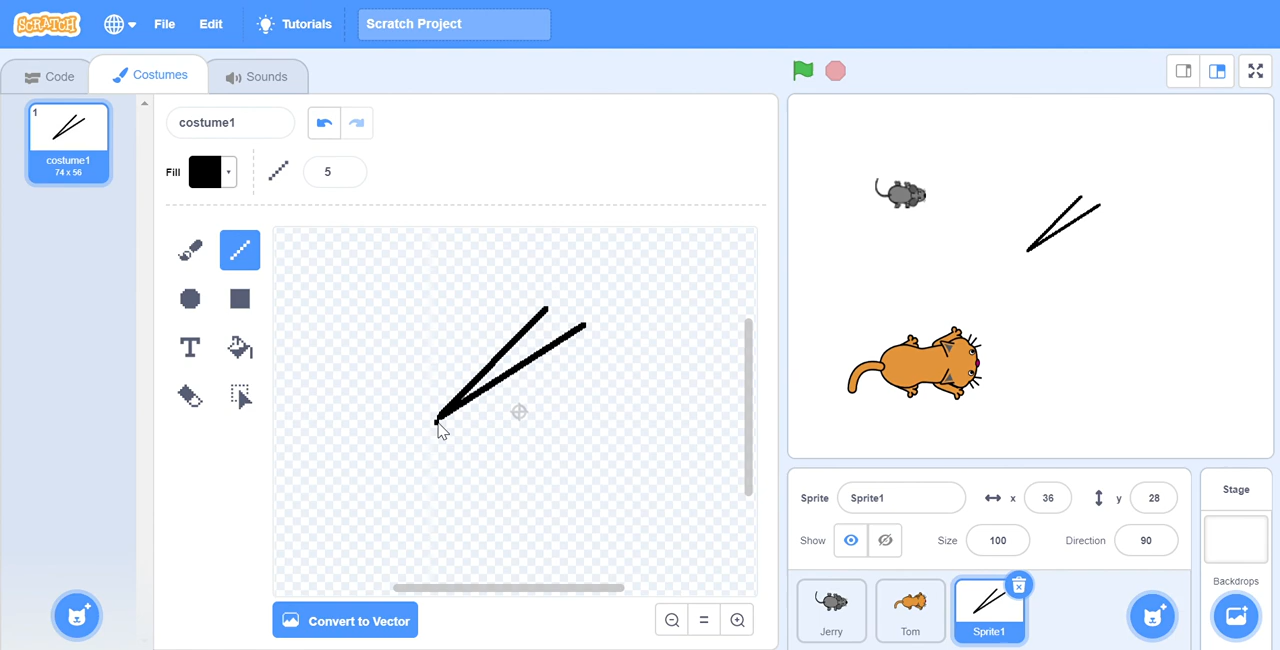 SCRATCH File Edit Tutorials Scratch Project
Code Costumes Sounds
1
costume1
74 x 56
costume1
Fill 5
T
Convert to Vector
Sprite Sprite1 x 36 y 28
Show Size 100 Direction 90
Jerry Tom Sprite1
Stage
Backdrops